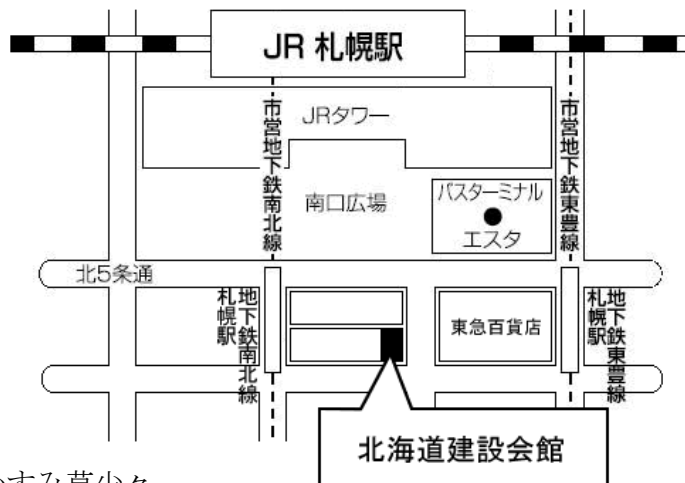 JR 札幌駅
JRタワー
市営地下鉄南北線
市営地下鉄東豊線
南口広場
バスターミナル
エスタ
北5条通
地下鉄南北線
札幌駅
東急百貨店
地下鉄東豊線
札幌駅
北海道建設会館